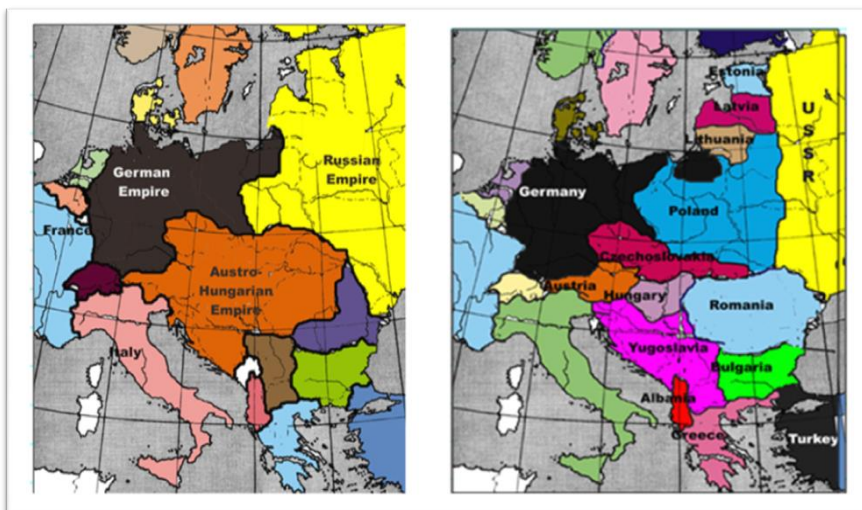 German
Empire
Russian
Empire
France
Austro
Hungarian
Empire
Italy
Estonia
Latvia
Lithuania
USSR
Germany
Poland
Czechoslovakia
Austria
Hungary
Romania
Yugoslavia
Bulgaria
Albania
Greece
Turkey